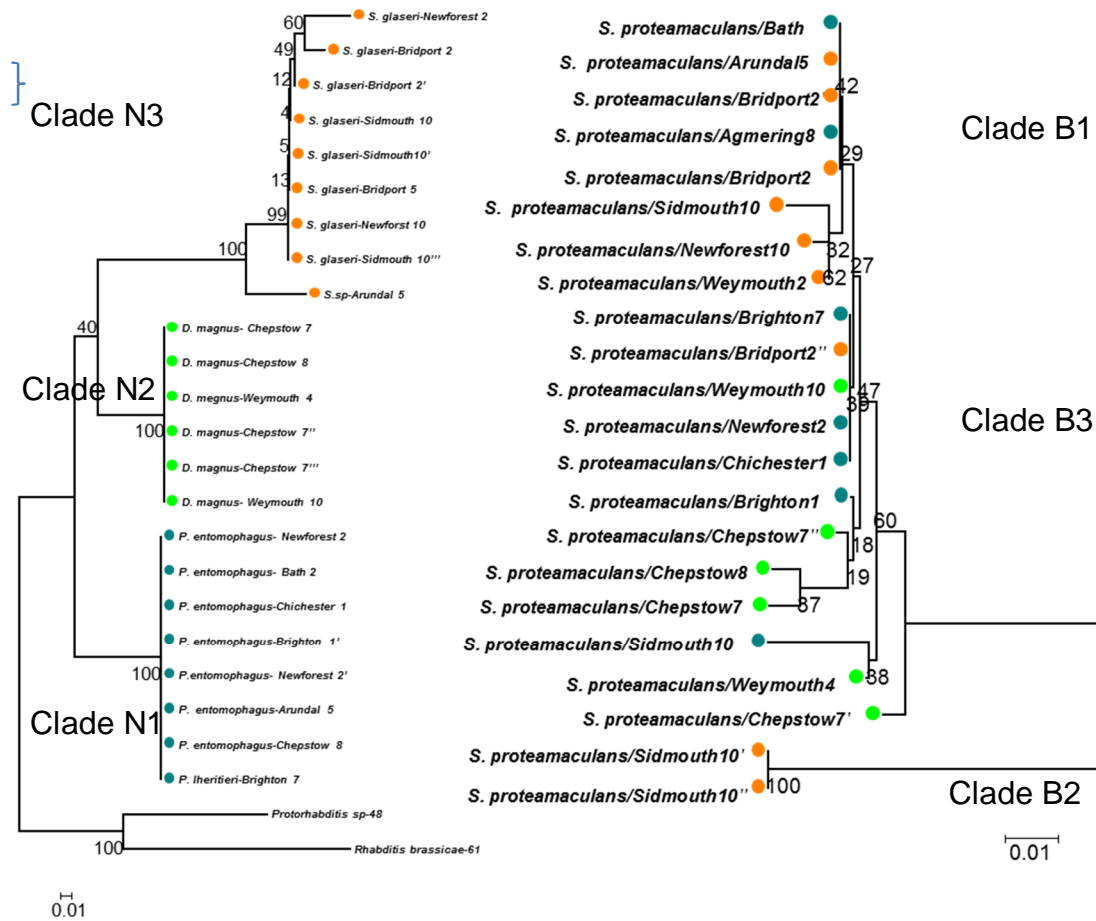 60
S. glaseri-Newforest 2
49
S. glaseri-Bridport 2
12
S. glaseri-Bridport 2'
Clade N3
4
S. glaseri-Sidmouth 10
5
S. glaseri-Sidmouth10'
13
S. glaseri-Bridport 5
99
S. glaseri-Newforst 10
100
S. glaseri-Sidmouth 10'''
S.sp-Arundal 5
40
D. magnus- Chepstow 7
D. magnus-Chepstow 8
Clade N2
D. megnus-Weymouth 4
100
D. magnus-Chepstow 7''
D. magnus-Chepstow 7'''
D. magnus- Weymouth 10
P. entomophagus- Newforest 2
P. entomophagus- Bath 2
P. entomophagus-Chichester 1
P. entomophagus-Brighton 1'
100
P.entomophagus- Newforest 2'
P. entomophagus-Arundal 5
Clade N1
P. entomophagus-Chepstow 8
P. lheritieri-Brighton 7
Protorhabditis sp-48
100
Rhabditis brassicae-61
0.01
S. proteamaculans/Bath
S. proteamaculans/Arundal5
42
S. proteamaculans/Bridport2
Clade B1
S. proteamaculans/Agmering8
29
S. proteamaculans/Bridport2
S. proteamaculans/Sidmouth10
S. proteamaculans/Newforest10
32
27
S. proteamaculans/Weymouth2
62
S. proteamaculans/Brighton7
S. proteamaculans/Bridport2''
S. proteamaculans/Weymouth10
47
39
S. proteamaculans/Newforest2
Clade B3
S. proteamaculans/Chichester1
S. proteamaculans/Brighton1
60
S. proteamaculans/Chepstow7''
18
S. proteamaculans/Chepstow8
19
S. proteamaculans/Chepstow7
87
S. proteamaculans/Sidmouth10
S. proteamaculans/Weymouth4
38
S. proteamaculans/Chepstow7'
S. proteamaculans/Sidmouth10'
S. proteamaculans/Sidmouth10''
100
Clade B2
0.01